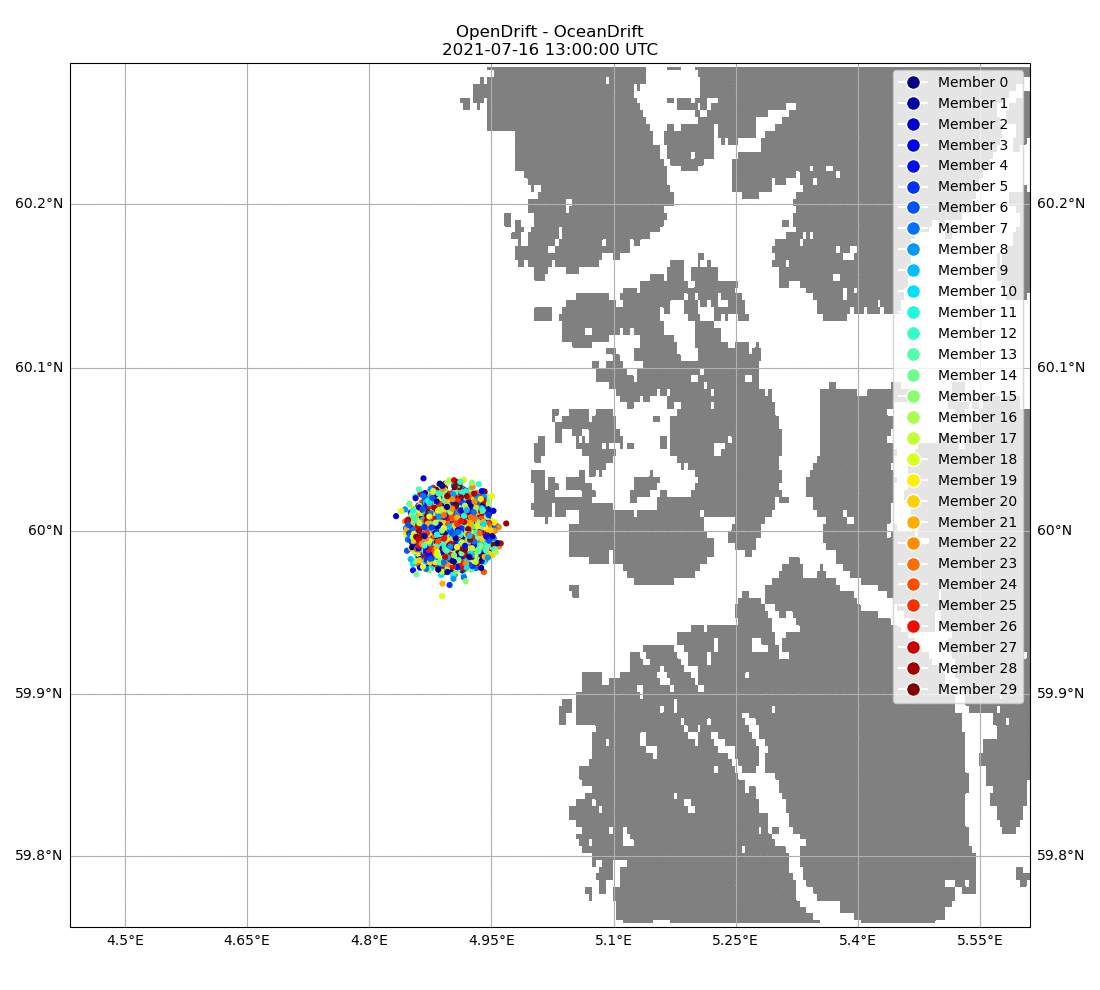 OpenDrift - OceanDrift
2021-07-16 13:00:00 UTC
Member 0
Member 1
Member 2
Member 3
Member 4
Member 5
Member 6
Member 7
Member 8
Member 9
Member 10
Member 11
Member 12
Member 13
Member 14
Member 15
Member 16
Member 17
Member 18
Member 19
Member 20
Member 21
Member 22
Member 23
Member 24
Member 25
Member 26
Member 27
Member 28
Member 29
60.2°N
60.2°N
60.1°N
60.1°N
60°N
60°N
59.9°N
59.9°N
59.8°N
59.8°N
4.5°E
4.65°E
4.8°E
4.95°E
5.1°E
5.25°E
5.4°E
5.55°E